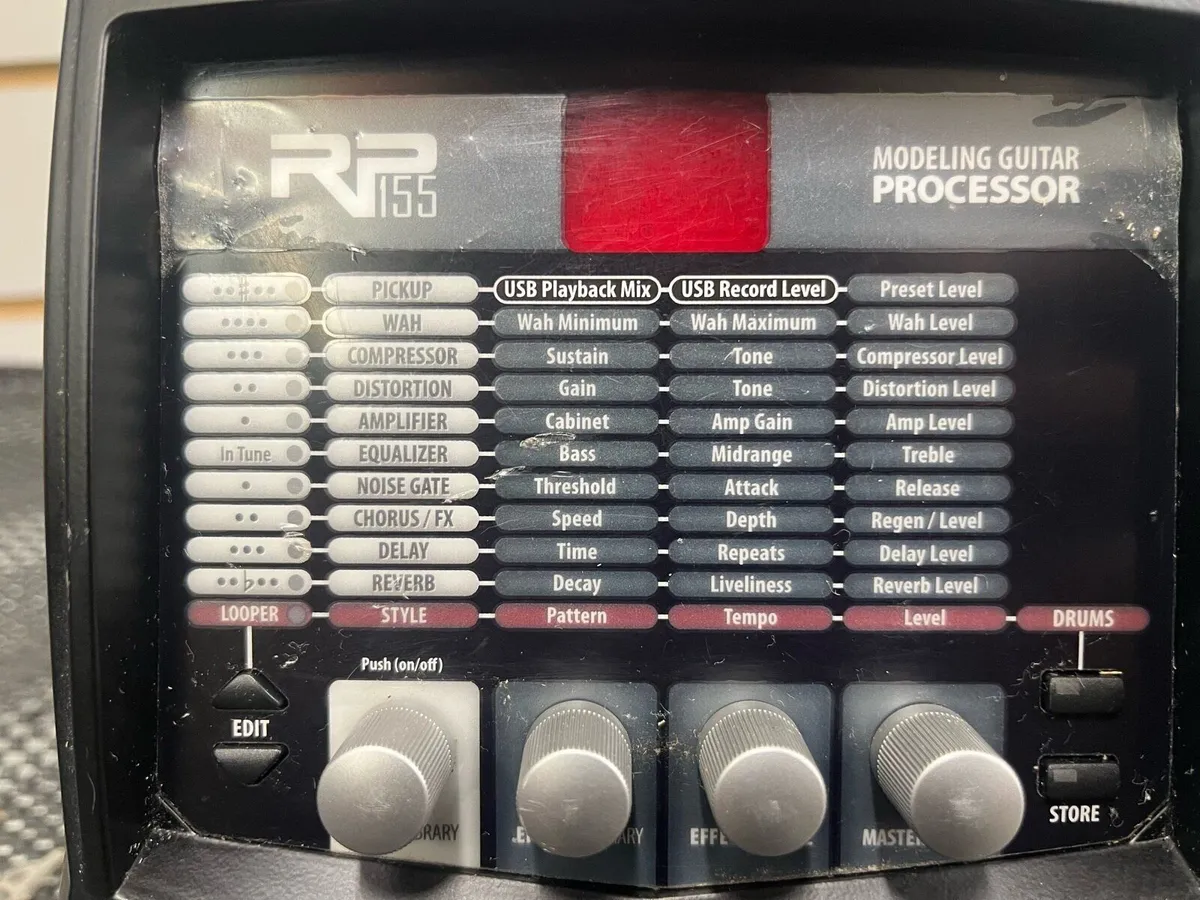 RP155
MODELING GUITAR
PROCESSOR
PICKUP USB Playback Mix USB Record Level Preset Level
WAH Wah Minimum Wah Maximum Wah Level
COMPRESSOR Sustain Tone Compressor Level
DISTORTION Gain Tone Distortion Level
AMPLIFIER Cabinet Amp Gain Amp Level
In Tune EQUALIZER Bass Midrange Treble
NOISE GATE Threshold Attack Release
CHORUS / FX Speed Depth Regen / Level
DELAY Time Repeats Delay Level
REVERB Decay Liveliness Reverb Level
LOOPER STYLE Pattern Tempo Level DRUMS
Push (on/off)
EDIT
STORE
MASTER